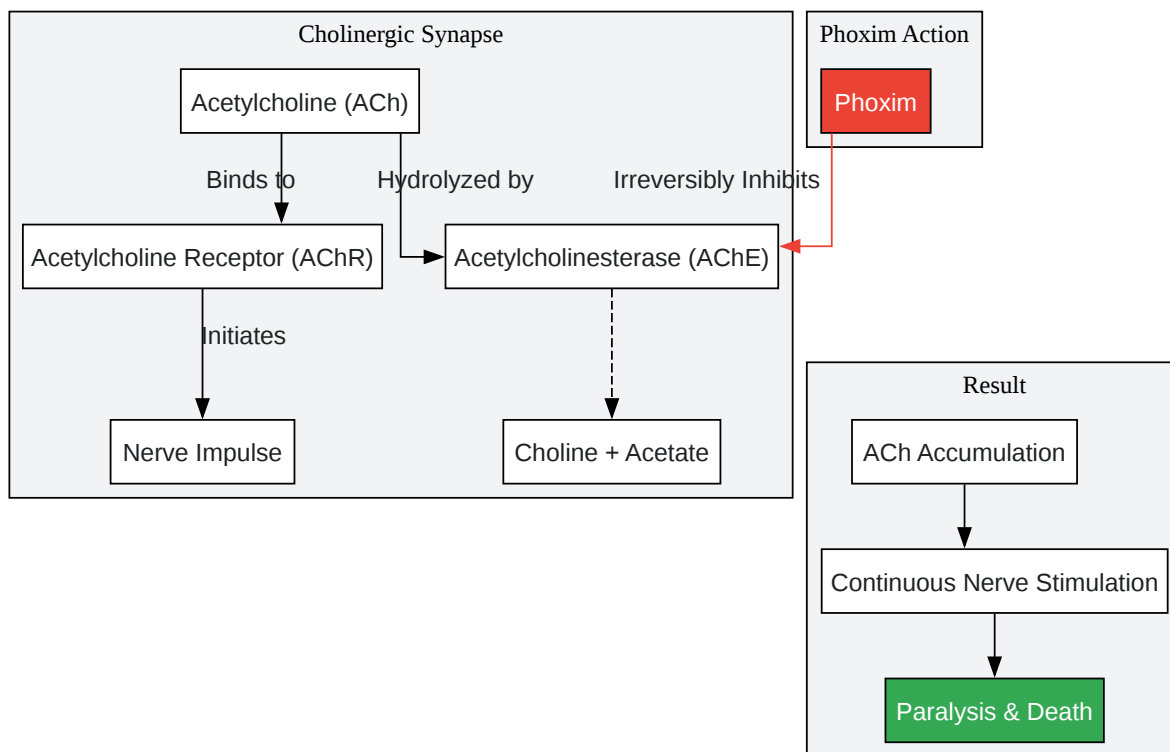 Cholinergic Synapse
Acetylcholine (ACh)
Binds to
Hydrolyzed by
Acetylcholine Receptor (AChR)
Acetylcholinesterase (AChE)
Initiates
Nerve Impulse
Choline + Acetate
Phoxim Action
Phoxim
Irreversibly Inhibits
Result
ACh Accumulation
Continuous Nerve Stimulation
Paralysis & Death